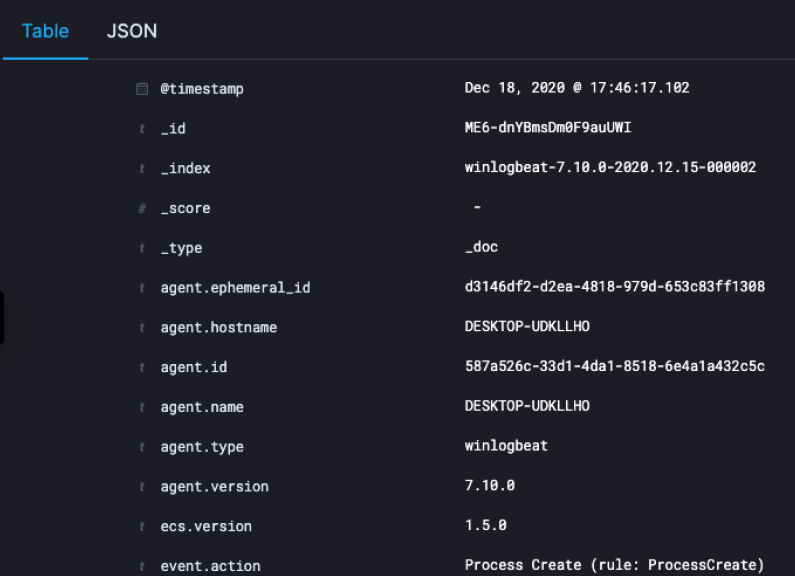 Table JSON
@timestamp Dec 18, 2020 @ 17:46:17.102
t _id ME6-dnYBmsDm0F9auUWI
t _index winlogbeat-7.10.0-2020.12.15-000002
# _score -
t _type _doc
t agent.ephemeral_id d3146df2-d2ea-4818-979d-653c83ff1308
t agent.hostname DESKTOP-UDKLLHO
t agent.id 587a526c-33d1-4da1-8518-6e4a1a432c5c
t agent.name DESKTOP-UDKLLHO
t agent.type winlogbeat
t agent.version 7.10.0
t ecs.version 1.5.0
t event.action Process Create (rule: ProcessCreate)